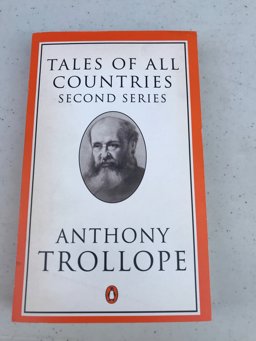 TALES OF ALL
COUNTRIES
SECOND SERIES
ANTHONY
TROLLOPE